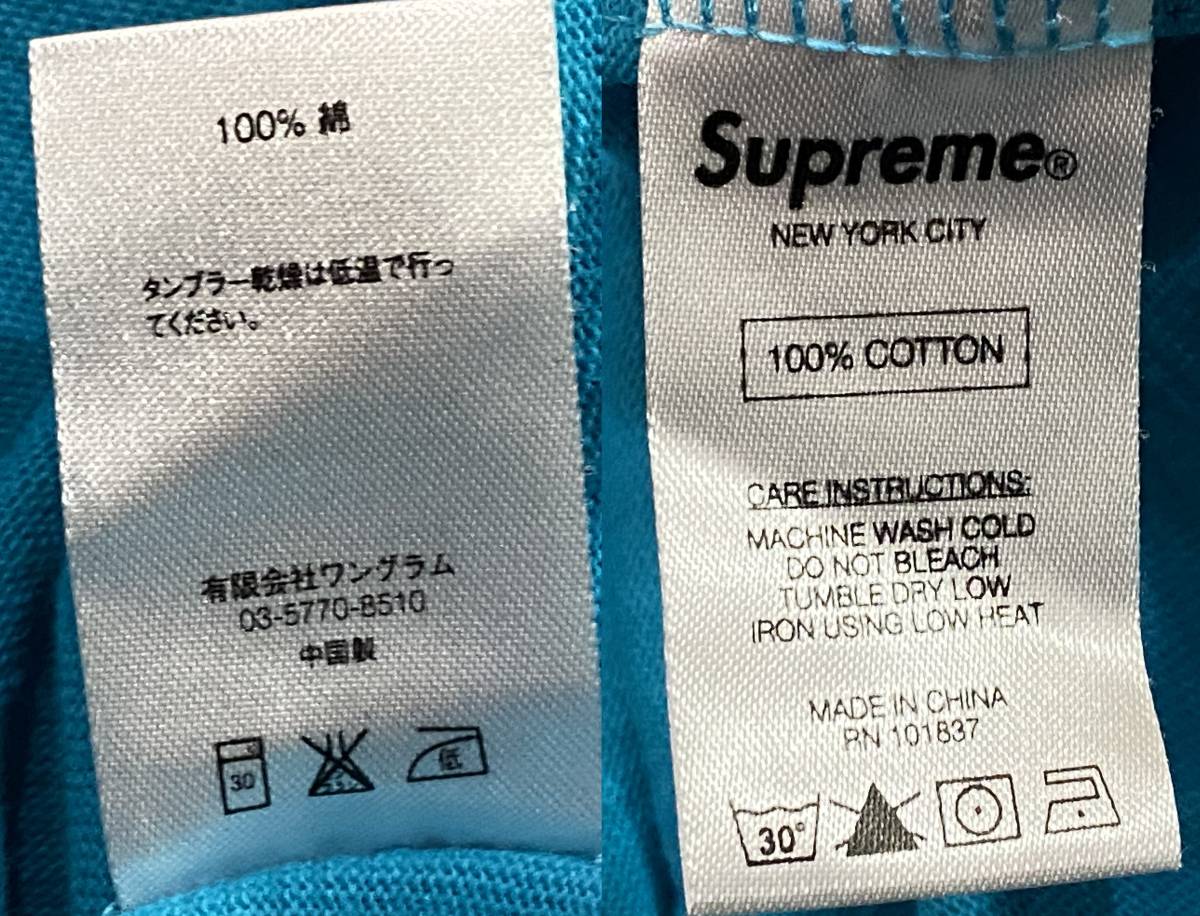 100% 綿
タンブラー乾燥は低温で行っ
てください。
有限会社ワングラム
03-5770-8510
中国製
30
低
Supreme®
NEW YORK CITY
100% COTTON
CARE INSTRUCTIONS:
MACHINE WASH COLD
DO NOT BLEACH
TUMBLE DRY LOW
IRON USING LOW HEAT
MADE IN CHINA
RN 101837
30°